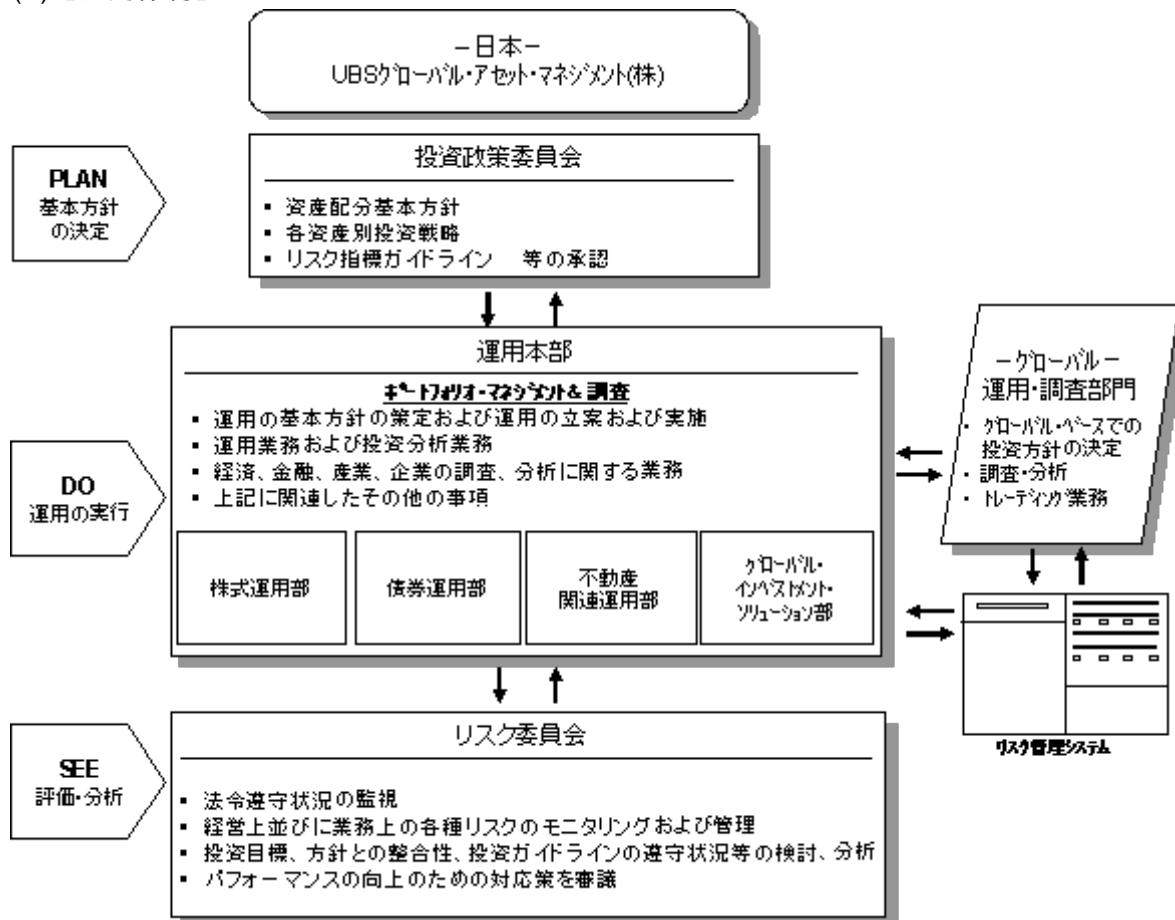 －日本－
UBSグローバル・アセット・マネジメント(株)
PLAN
基本方針
の決定
投資政策委員会
▪ 資産配分基本方針
▪ 各資産別投資戦略
▪ リスク指標ガイドライン　等の承認
DO
運用の実行
運用本部
ポートフォリオ・マネジメント＆調査
▪ 運用の基本方針の策定および運用の立案および実施
▪ 運用業務および投資分析業務
▪ 経済、金融、産業、企業の調査、分析に関する業務
▪ 上記に関連したその他の事項
株式運用部
債券運用部
不動産
関連運用部
グローバル・
インベストメント・
ソリューション部
－グローバル－
運用・調査部門
・ グローバル・ベースでの
投資方針の決定
・ 調査・分析
・ トレーディング業務
リスク管理システム
SEE
評価・分析
リスク委員会
▪ 法令遵守状況の監視
▪ 経営上並びに業務上の各種リスクのモニタリングおよび管理
▪ 投資目標、方針との整合性、投資ガイドラインの遵守状況等の検討、分析
▪ パフォーマンスの向上のための対応策を審議